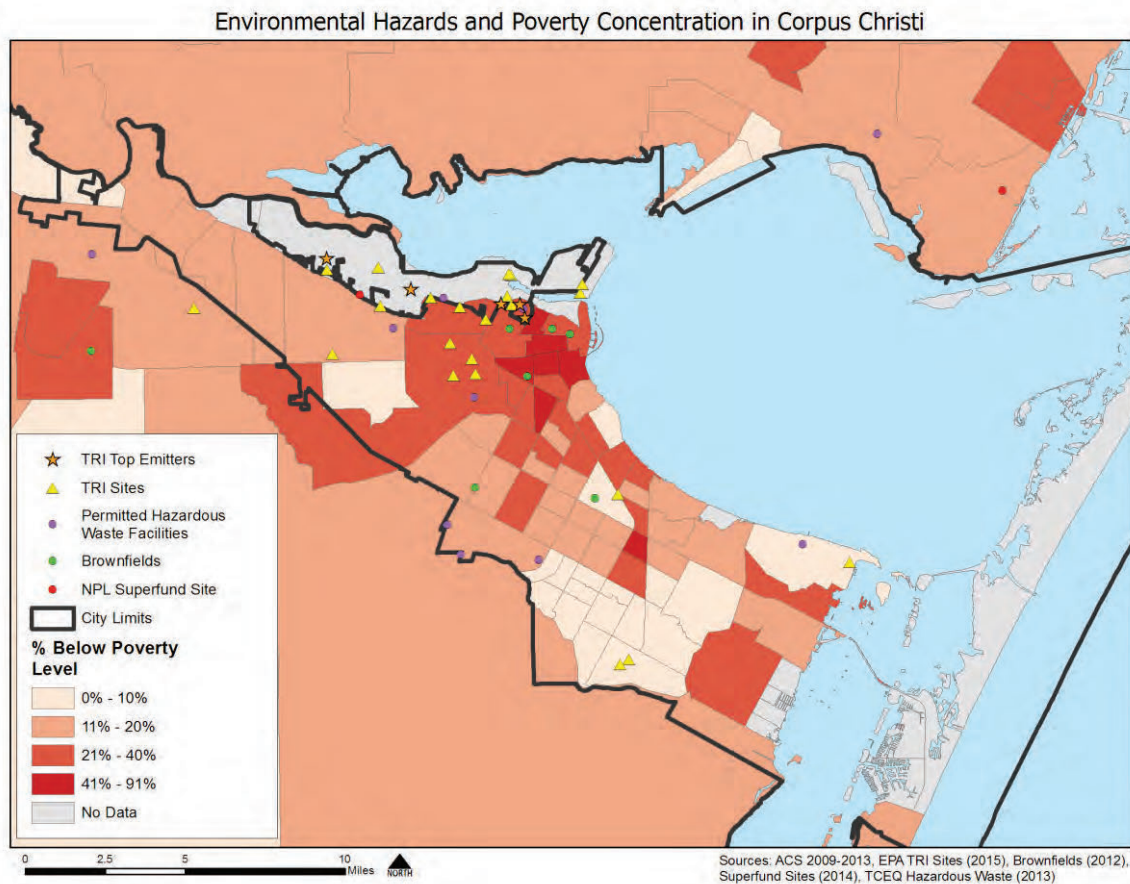 Environmental Hazards and Poverty Concentration in Corpus Christi
TRI Top Emitters
TRI Sites
Permitted Hazardous
Waste Facilities
Brownfields
NPL Superfund Site
City Limits
% Below Poverty
Level
0% - 10%
11% - 20%
21% - 40%
41% - 91%
No Data
0 2.5 5 10
Miles
NORTH
Sources: ACS 2009-2013, EPA TRI Sites (2015), Brownfields (2012),
Superfund Sites (2014), TCEQ Hazardous Waste (2013)